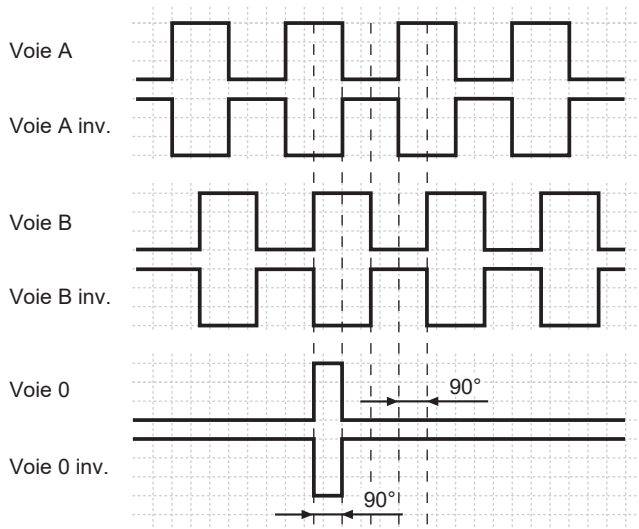 Voie A
Voie A inv.
Voie B
Voie B inv.
Voie 0
90°
Voie 0 inv.
90°